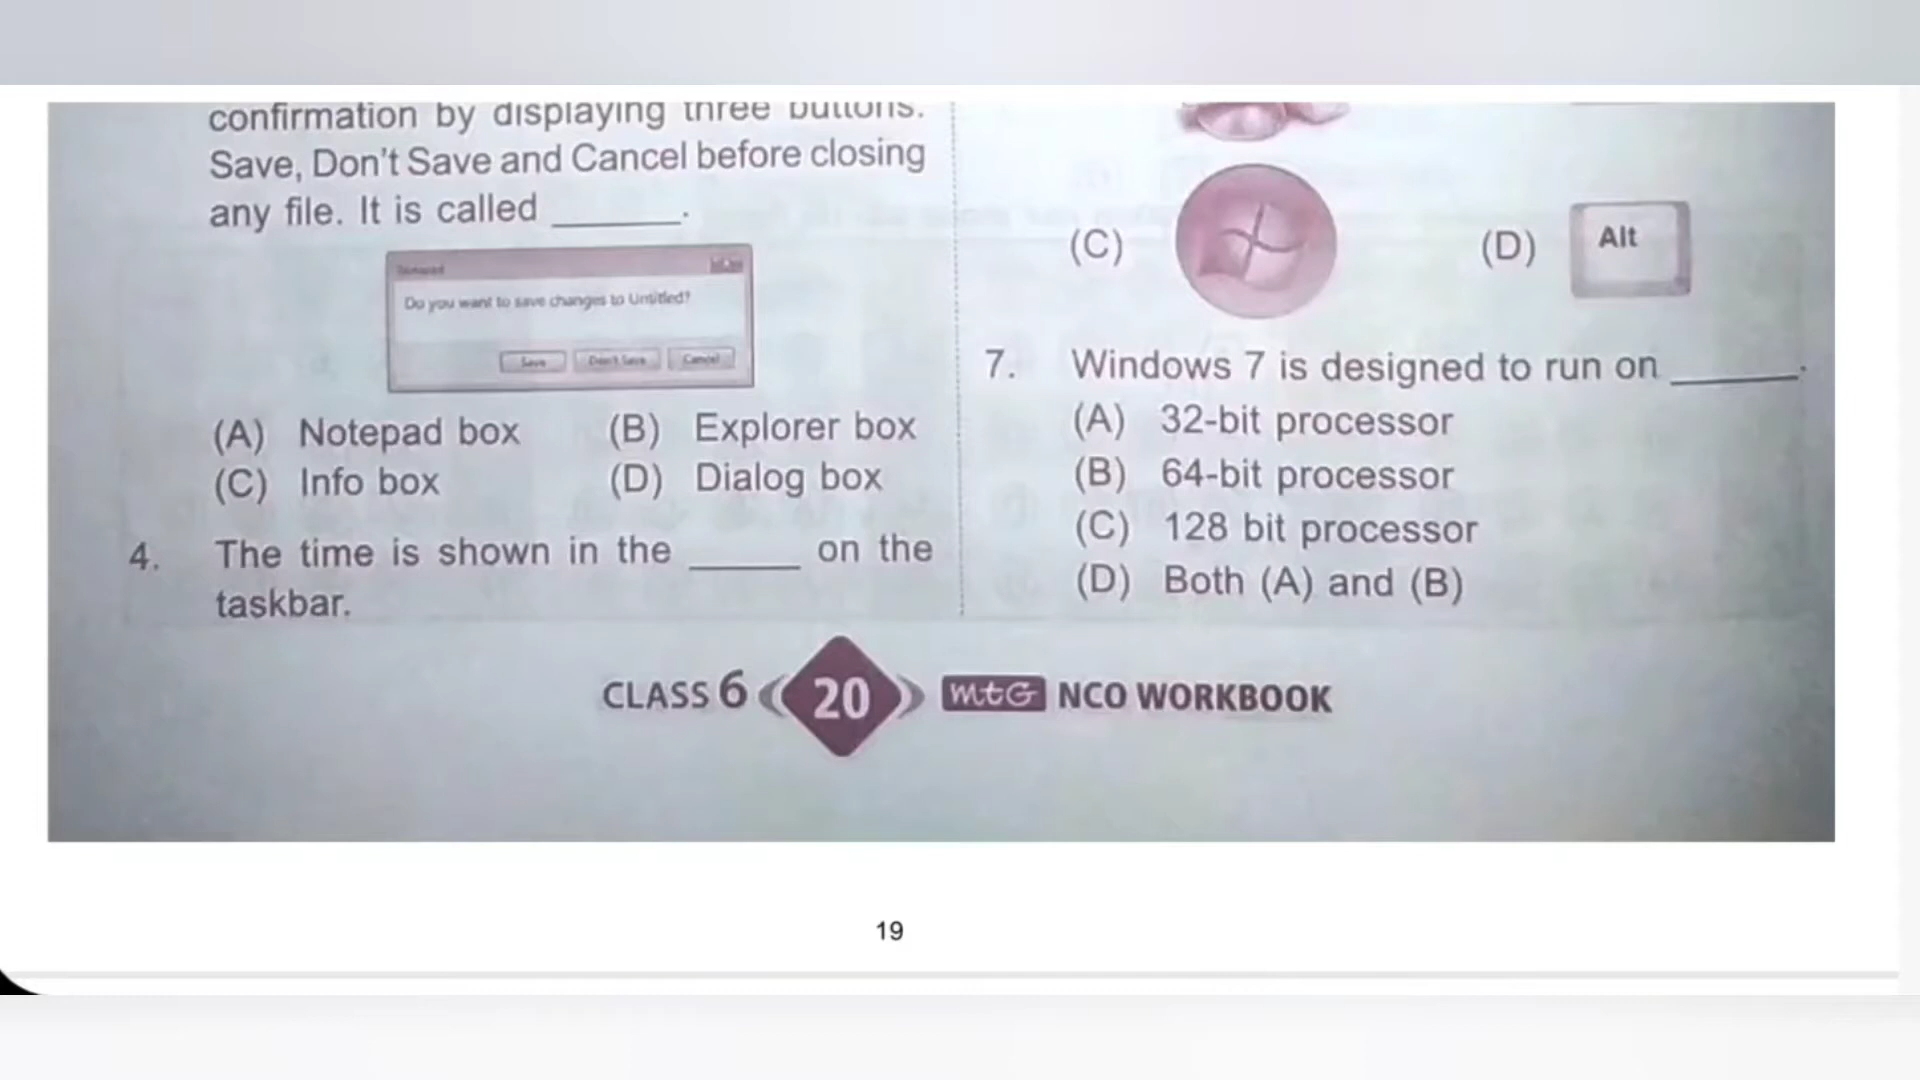 confirmation by displaying three buttons.
Save, Don't Save and Cancel before closing
any file. It is called ______.
Notepad
Do you want to save changes to Untitled?
Save Don't Save Cancel
(A) Notepad box (B) Explorer box
(C) Info box (D) Dialog box
4. The time is shown in the ______ on the
taskbar.
(C) (D) Alt
7. Windows 7 is designed to run on ______.
(A) 32-bit processor
(B) 64-bit processor
(C) 128 bit processor
(D) Both (A) and (B)
CLASS 6 20 mtG NCO WORKBOOK
19